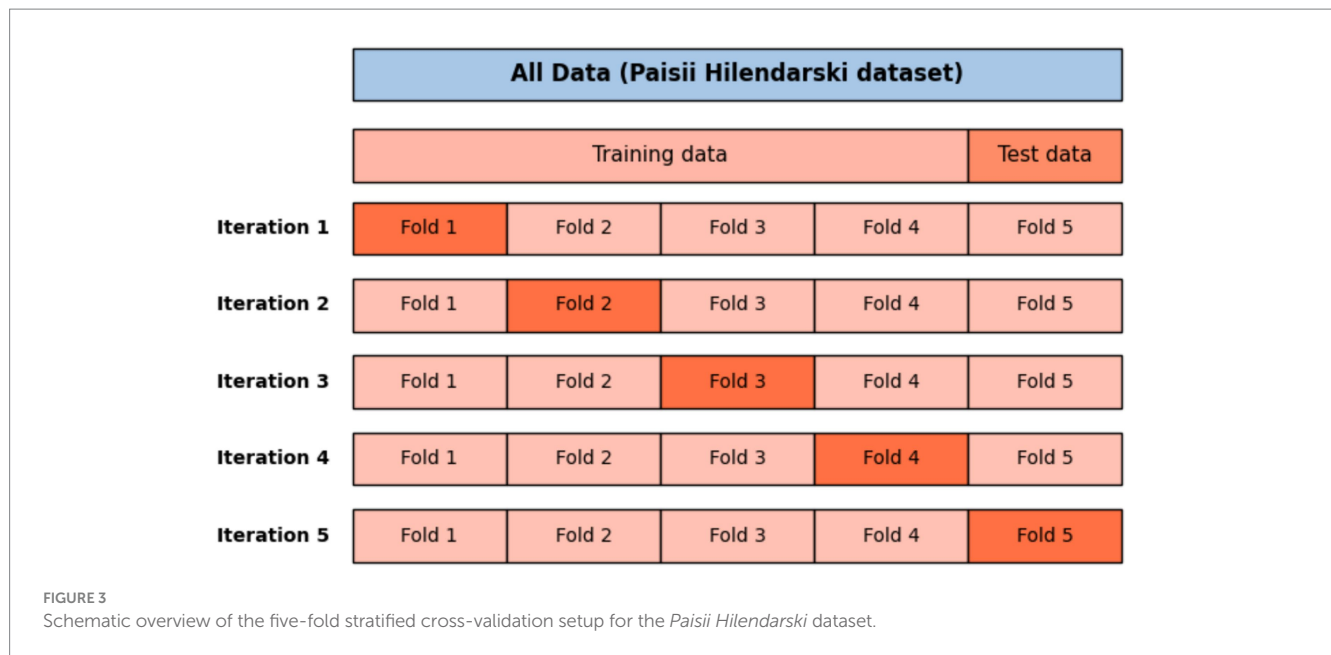 All Data (Paisii Hilendarski dataset)
Training data Test data
Iteration 1 Fold 1 Fold 2 Fold 3 Fold 4 Fold 5
Iteration 2 Fold 1 Fold 2 Fold 3 Fold 4 Fold 5
Iteration 3 Fold 1 Fold 2 Fold 3 Fold 4 Fold 5
Iteration 4 Fold 1 Fold 2 Fold 3 Fold 4 Fold 5
Iteration 5 Fold 1 Fold 2 Fold 3 Fold 4 Fold 5
FIGURE 3
Schematic overview of the five-fold stratified cross-validation setup for the Paisii Hilendarski dataset.